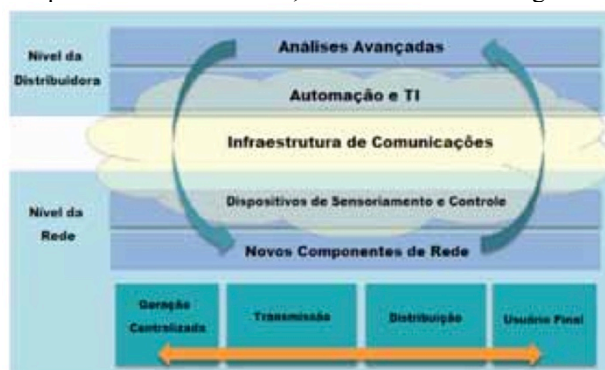 Análises Avançadas
Nível da
Distribuidora
Automação e TI
Infraestrutura de Comunicações
Nível da
Rede
Dispositivos de Sensoriamento e Controle
Novos Componentes de Rede
Geração
Centralizada
Transmissão
Distribuição
Usuário Final